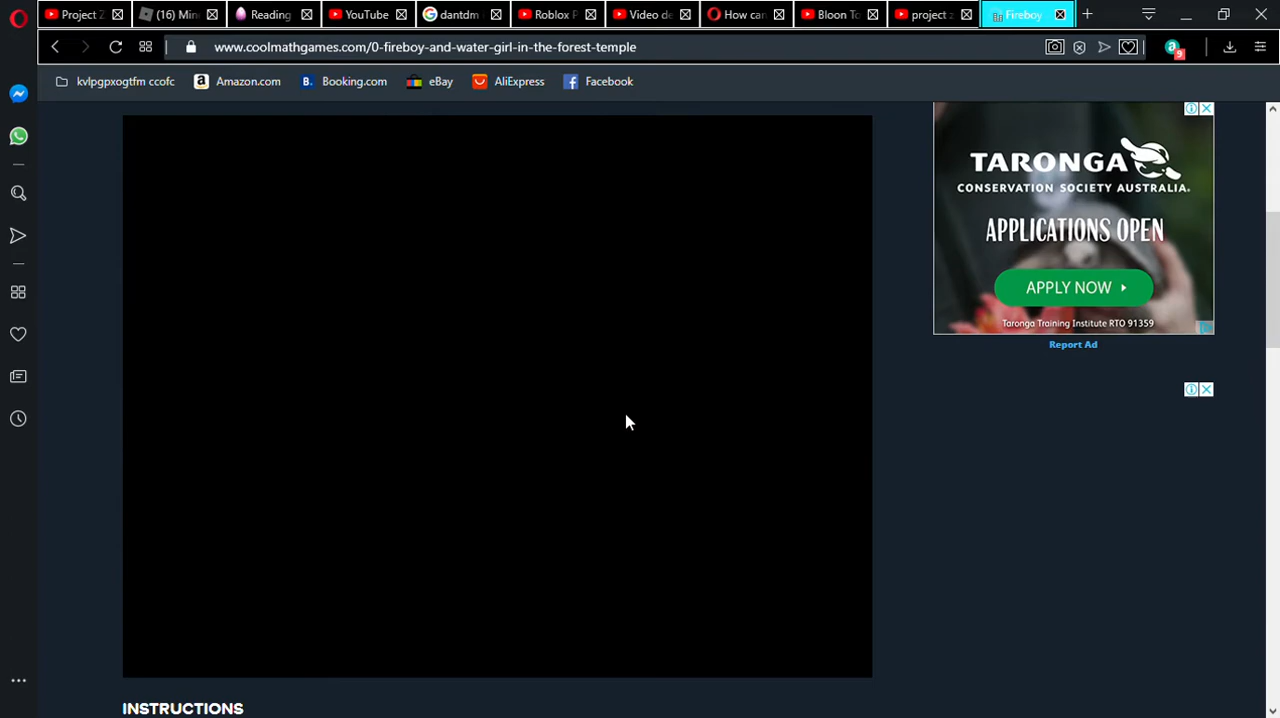 Project Z
(16) Min
Reading
YouTube
dantdm
Roblox P
Video de
How can
Bloon To
project z
Fireboy
www.coolmathgames.com/0-fireboy-and-water-girl-in-the-forest-temple
9
kvlpgpxogtfm ccofc
Amazon.com
B. Booking.com
eBay
AliExpress
Facebook
TARONGA
CONSERVATION SOCIETY AUSTRALIA
APPLICATIONS OPEN
APPLY NOW
Taronga Training Institute RTO 91359
Report Ad
INSTRUCTIONS